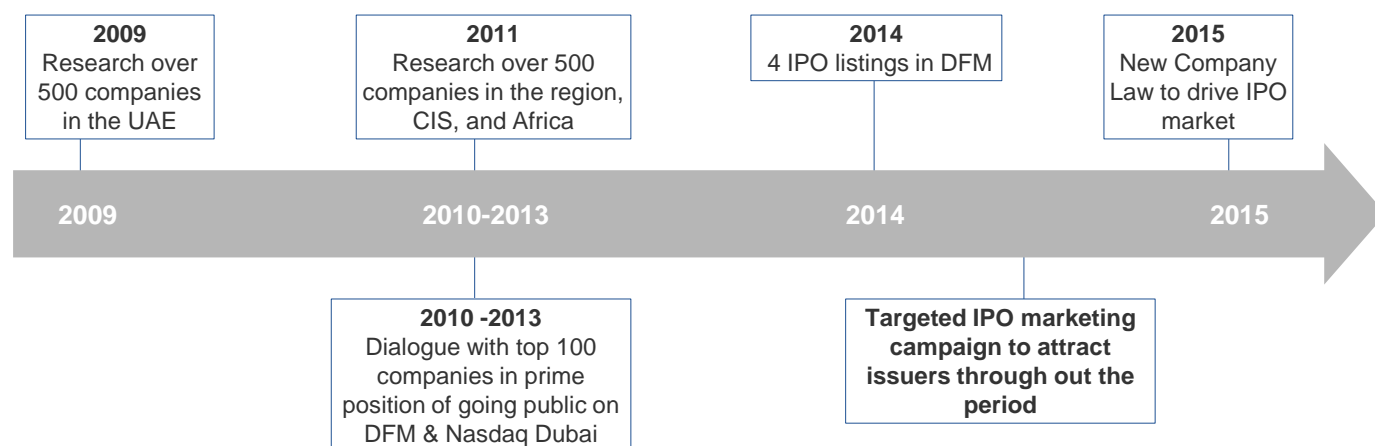 2009
Research over
500 companies
in the UAE
2011
Research over 500
companies in the region,
CIS, and Africa
2014
4 IPO listings in DFM
2015
New Company
Law to drive IPO
market
2009
2010-2013
2014
2015
2010 -2013
Dialogue with top 100
companies in prime
position of going public on
DFM & Nasdaq Dubai
Targeted IPO marketing
campaign to attract
issuers through out the
period